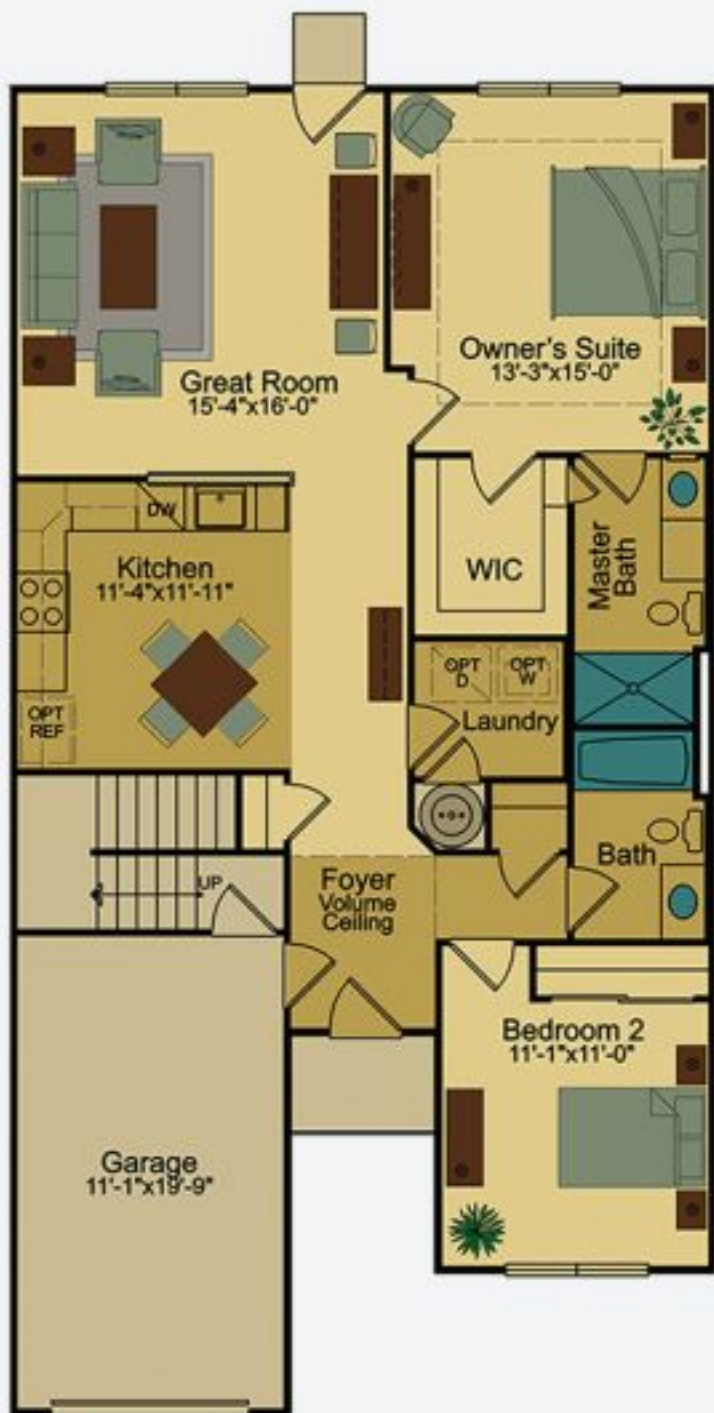 Great Room
15'-4"x16'-0"
Owner's Suite
13'-3"x15'-0"
DW
Kitchen
11'-4"x11'-11"
WIC
Master
Bath
OPT
D
OPT
W
Laundry
OPT
REF
UP
Foyer
Volume
Ceiling
Bath
Bedroom 2
11'-1"x11'-0"
Garage
11'-1"x19'-9"